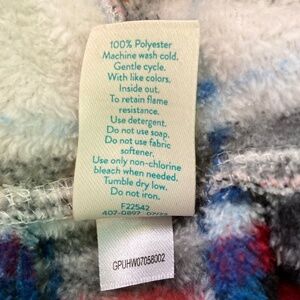 100% Polyester
Machine wash cold.
Gentle cycle.
With like colors.
Inside out.
To retain flame
resistance.
Use detergent.
Do not use soap.
Do not use fabric
softener.
Use only non-chlorine
bleach when needed.
Tumble dry low.
Do not iron.
F22542
407-0897
GPUHW07058002